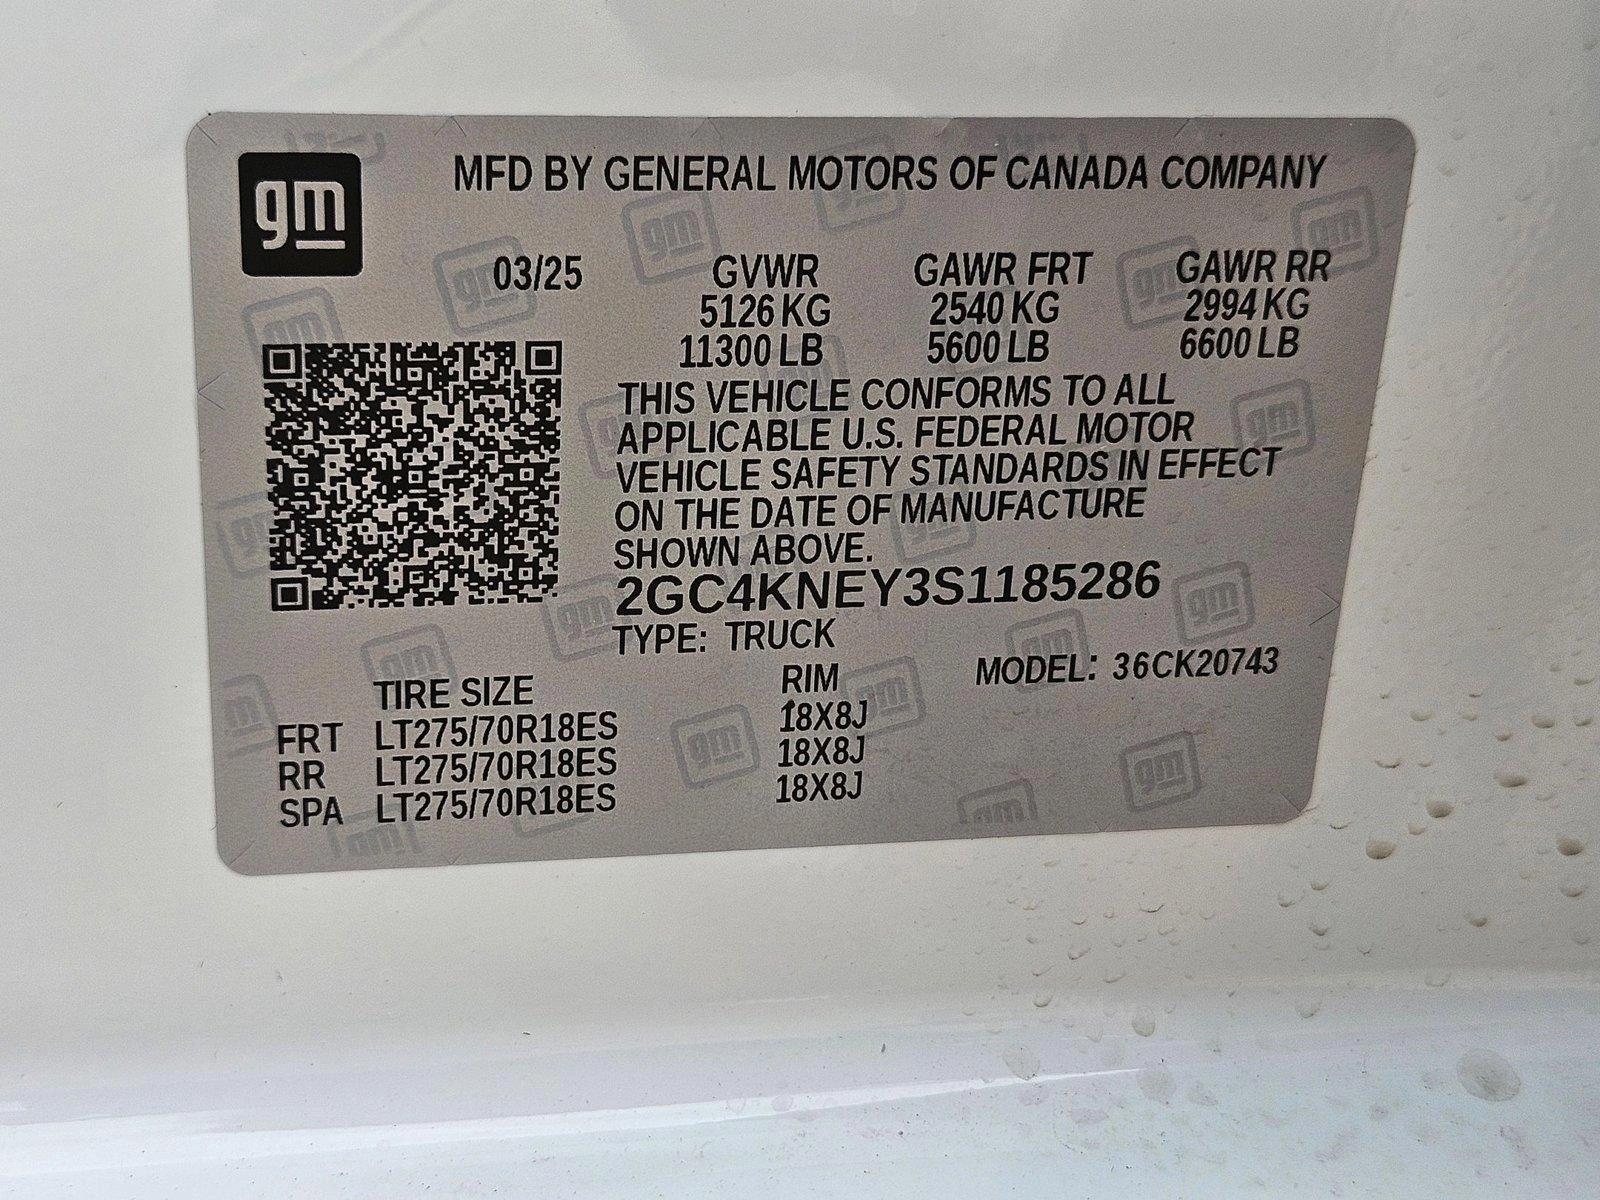 gm
MFD BY GENERAL MOTORS OF CANADA COMPANY
03/25 GVWR GAWR FRT GAWR RR
5126 KG 2540 KG 2994 KG
11300 LB 5600 LB 6600 LB
THIS VEHICLE CONFORMS TO ALL
APPLICABLE U.S. FEDERAL MOTOR
VEHICLE SAFETY STANDARDS IN EFFECT
ON THE DATE OF MANUFACTURE
SHOWN ABOVE.
2GC4KNEY3S1185286
TYPE: TRUCK
TIRE SIZE RIM MODEL: 36CK20743
FRT LT275/70R18ES 18X8J
RR LT275/70R18ES 18X8J
SPA LT275/70R18ES 18X8J